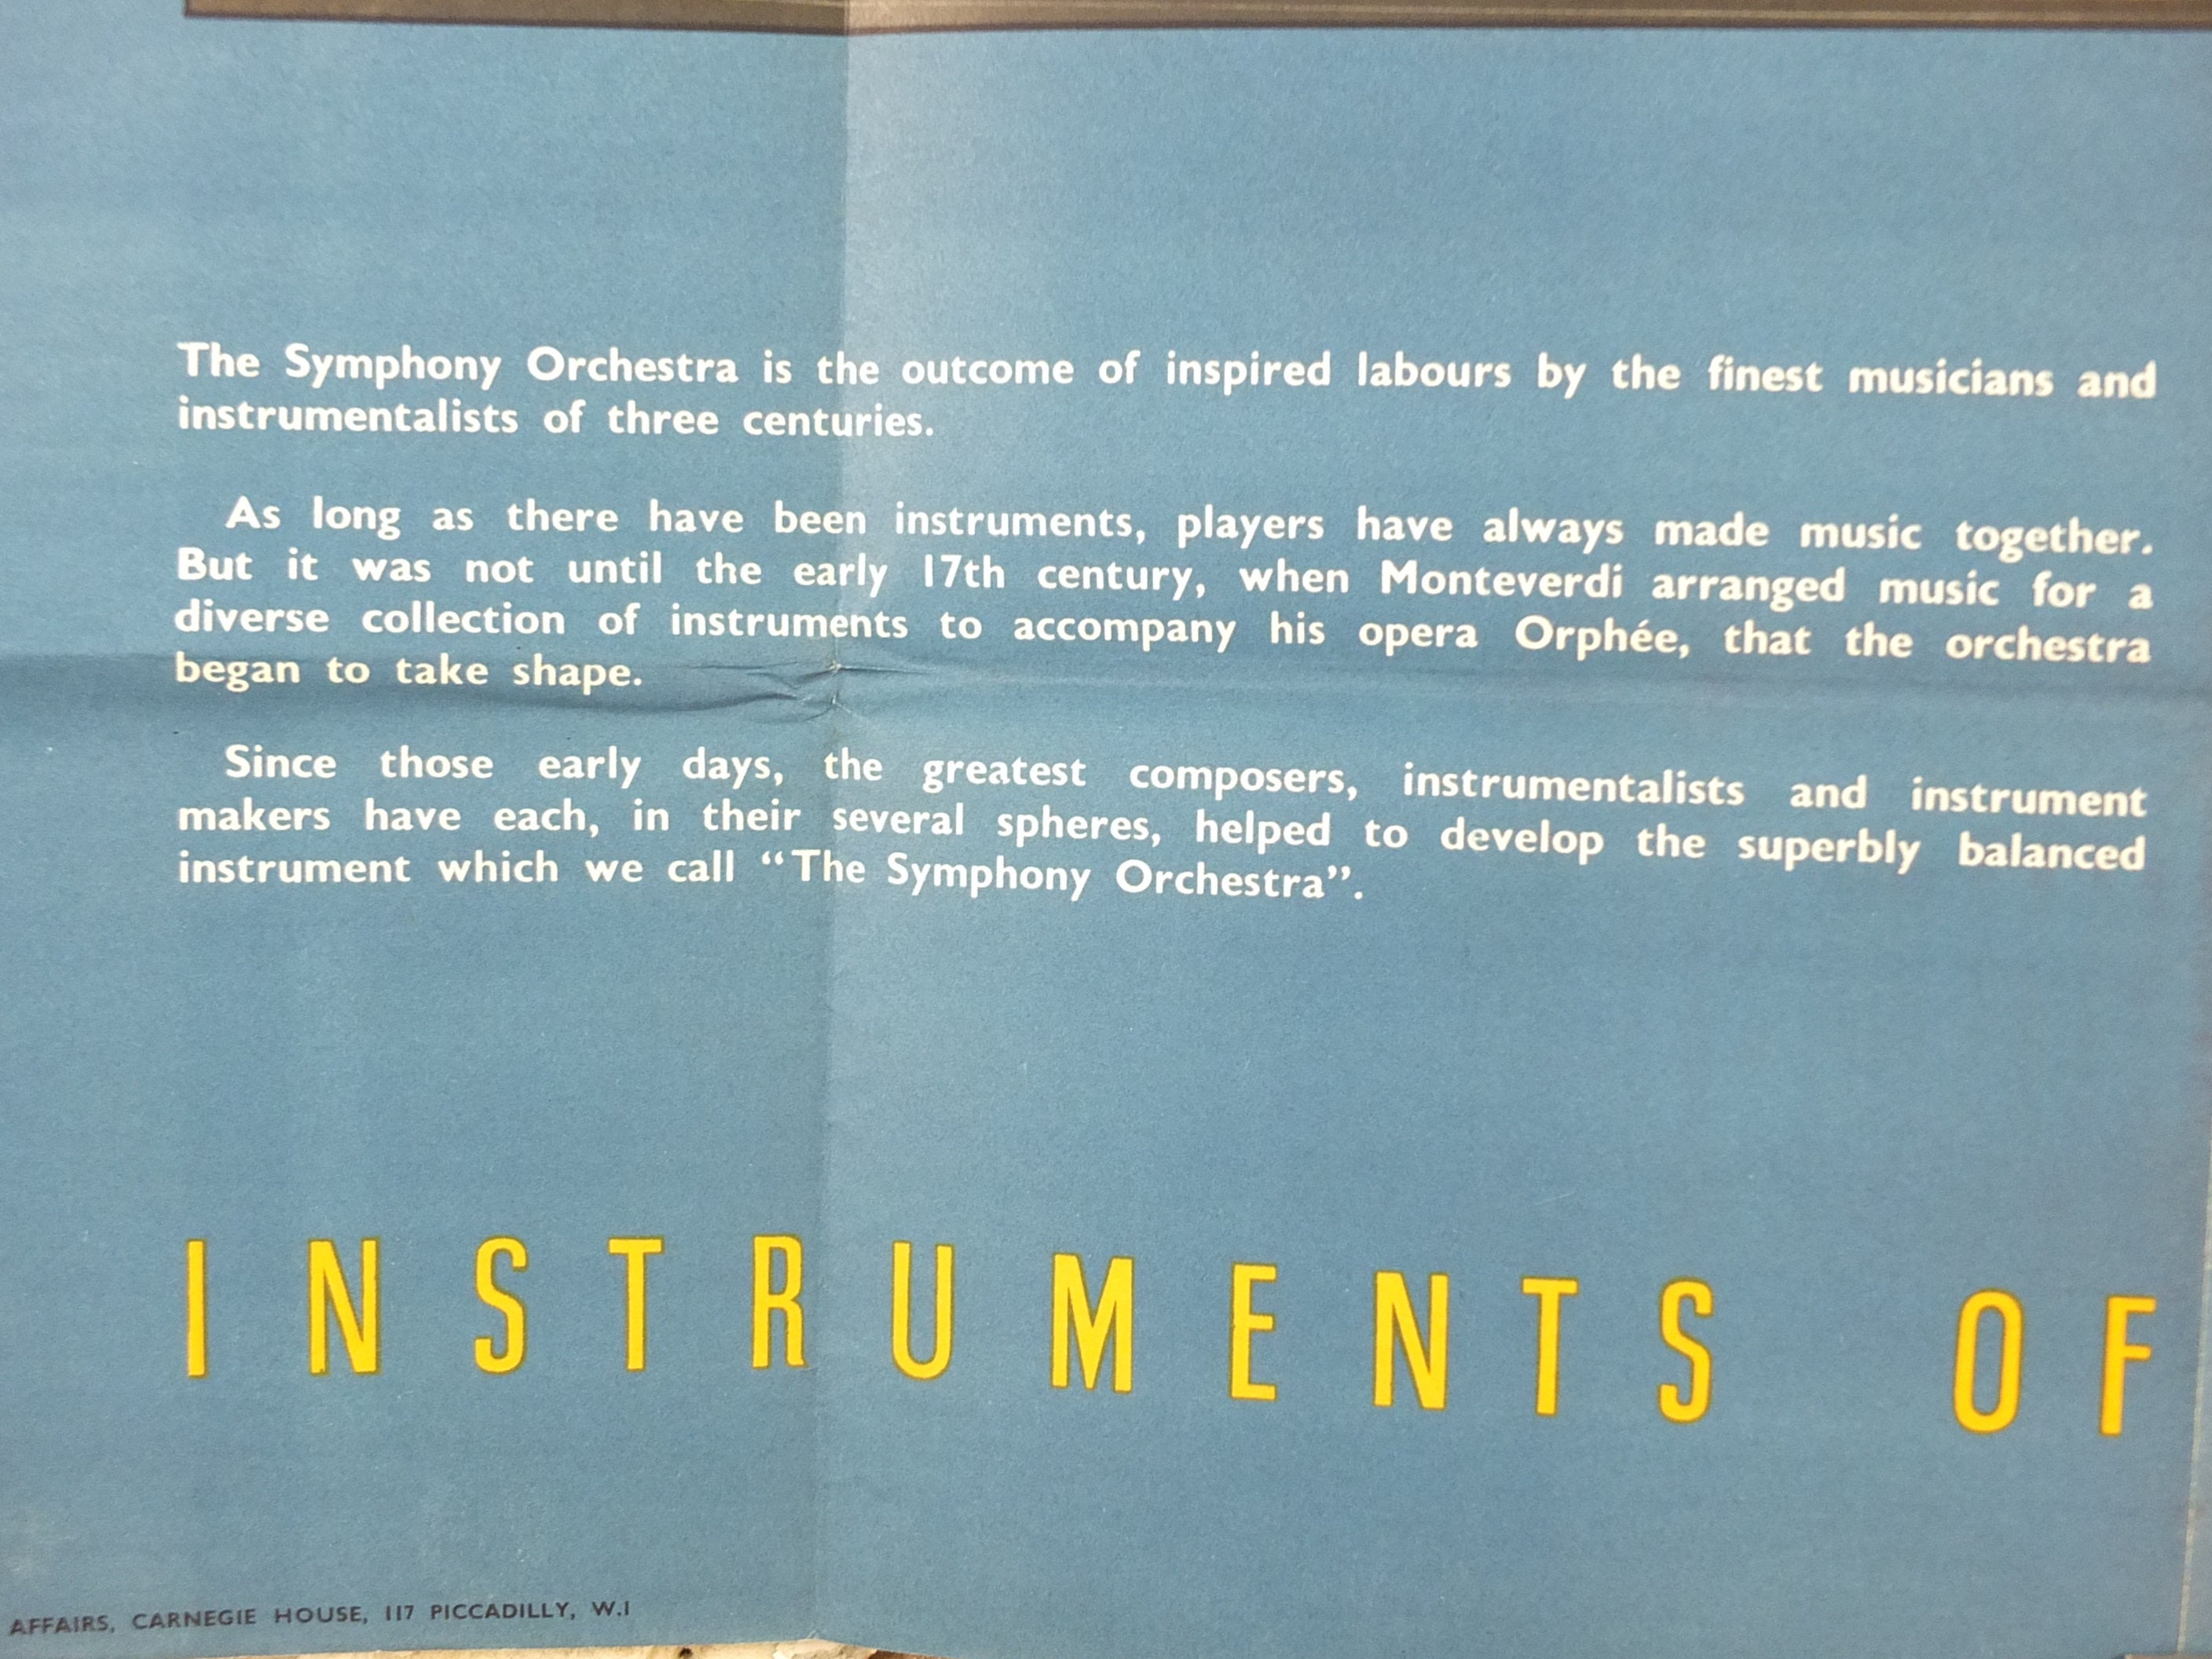 The Symphony Orchestra is the outcome of inspired labours by the finest musicians and
instrumentalists of three centuries.
As long as there have been instruments, players have always made music together.
But it was not until the early 17th century, when Monteverdi arranged music for a
diverse collection of instruments to accompany his opera Orphée, that the orchestra
began to take shape.
Since those early days, the greatest composers, instrumentalists and instrument
makers have each, in their several spheres, helped to develop the superbly balanced
instrument which we call “The Symphony Orchestra”.
INSTRUMENTS OF
AFFAIRS, CARNEGIE HOUSE, 117 PICCADILLY, W.1